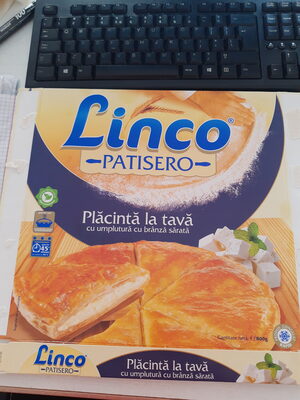 Linco®
PATISERO
Plăcintă la tavă
cu umplutură cu brânză sărată
800g
Linco®
PATISERO
Plăcintă la tavă
cu umplutură cu brânză sărată